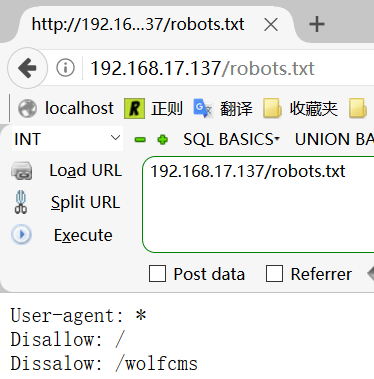 http://192.16...37/robots.txt
192.168.17.137/robots.txt
localhost R 正则 翻译 收藏夹
INT SQL BASICS UNION BA
Load URL 192.168.17.137/robots.txt
Split URL
Execute
Post data Referrer
User-agent: *
Disallow: /
Dissalow: /wolfcms